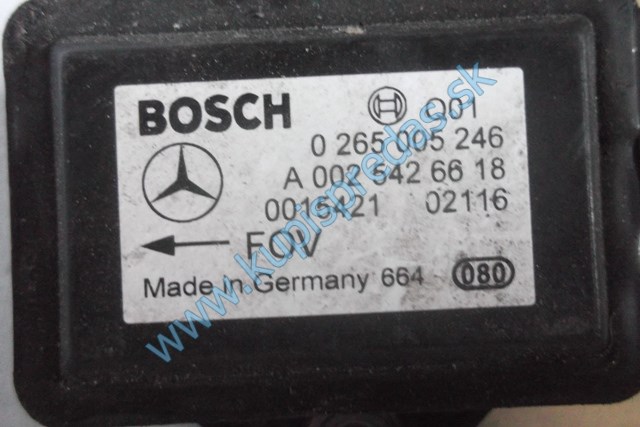 BOSCH Q01
0 265 005 246
A 002 542 66 18
0015421 02116
FOV
Made in Germany 664 080
www.kupispredas.sk